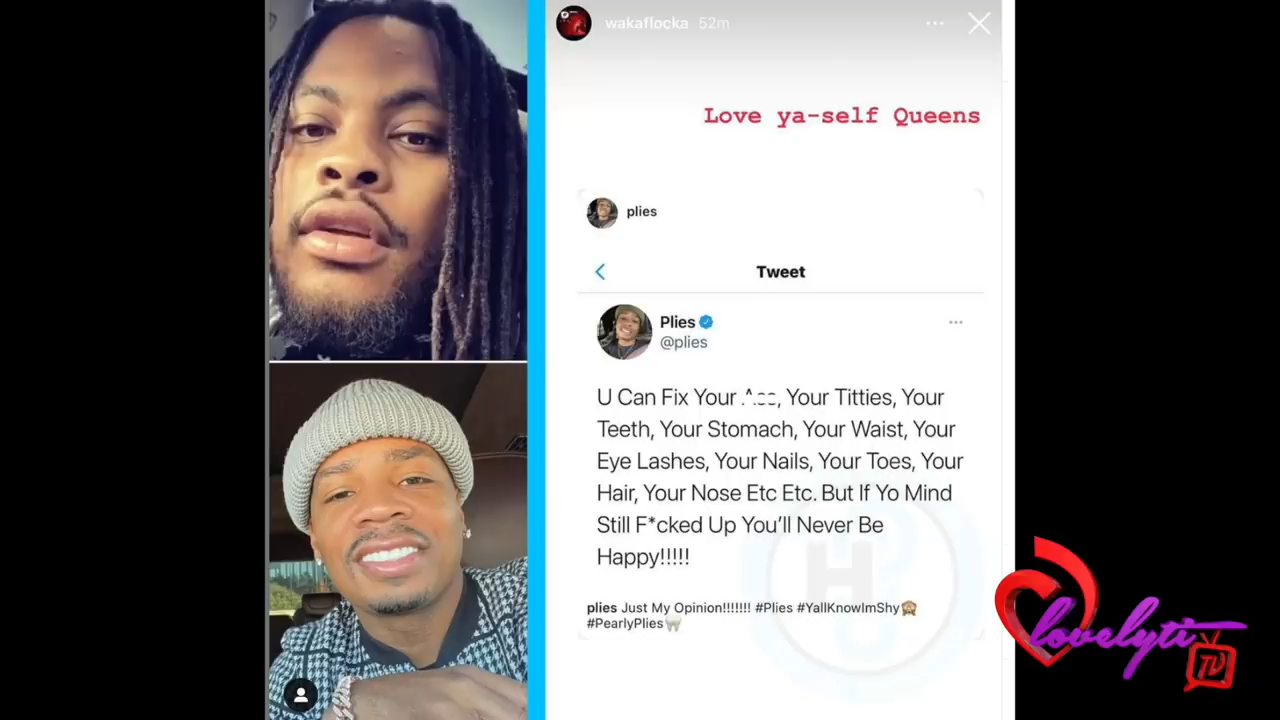 wakaflocka 52m
Love ya-self Queens
plies
Tweet
Plies
@plies
U Can Fix Your Ass, Your Titties, Your
Teeth, Your Stomach, Your Waist, Your
Eye Lashes, Your Nails, Your Toes, Your
Hair, Your Nose Etc Etc. But If Yo Mind
Still F*cked Up You'll Never Be
Happy!!!!!
plies Just My Opinion!!!!!!! #Plies #YallKnowImShy🙈
#PearlyPlies🦷
H
lovelyti
TV